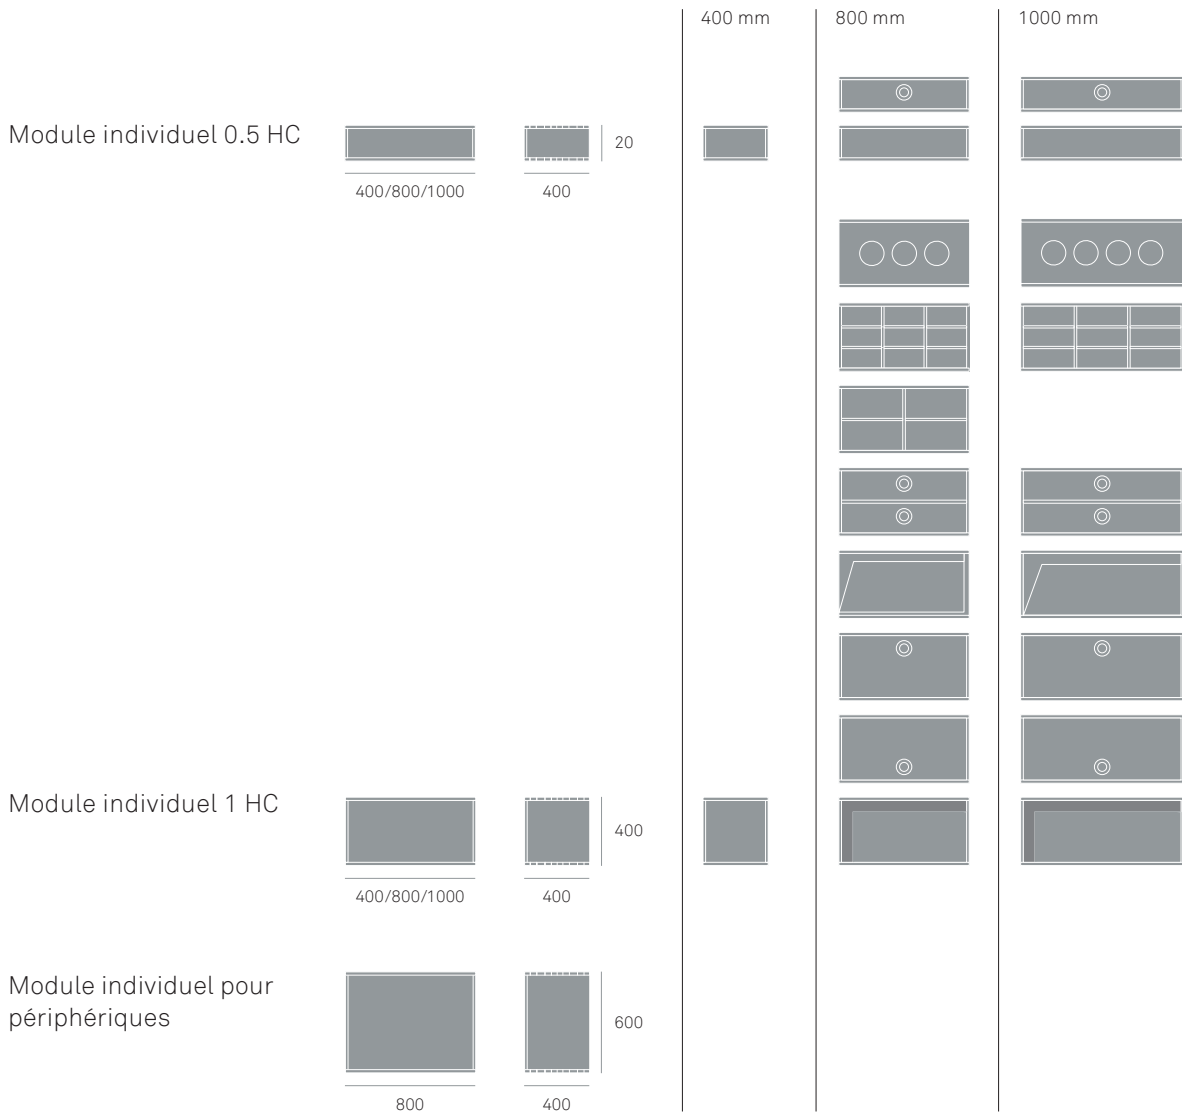 400 mm
800 mm
1000 mm
Module individuel 0.5 HC
20
400/800/1000
400
Module individuel 1 HC
400
400/800/1000
400
Module individuel pour
périphériques
600
800
400